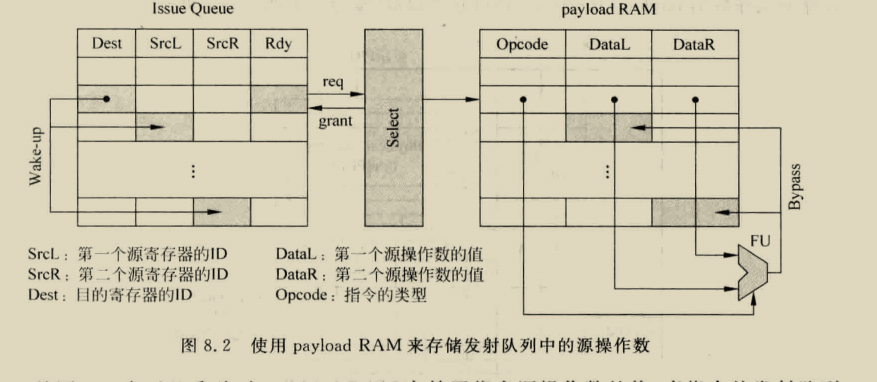 Issue Queue
payload RAM
Dest SrcL SrcR Rdy
Opcode DataL DataR
req
grant
Select
Wake-up
Bypass
FU
SrcL：第一个源寄存器的ID DataL：第一个源操作数的值
SrcR：第二个源寄存器的ID DataR：第二个源操作数的值
Dest：目的寄存器的ID Opcode：指令的类型
图 8.2 使用 payload RAM 来存储发射队列中的源操作数